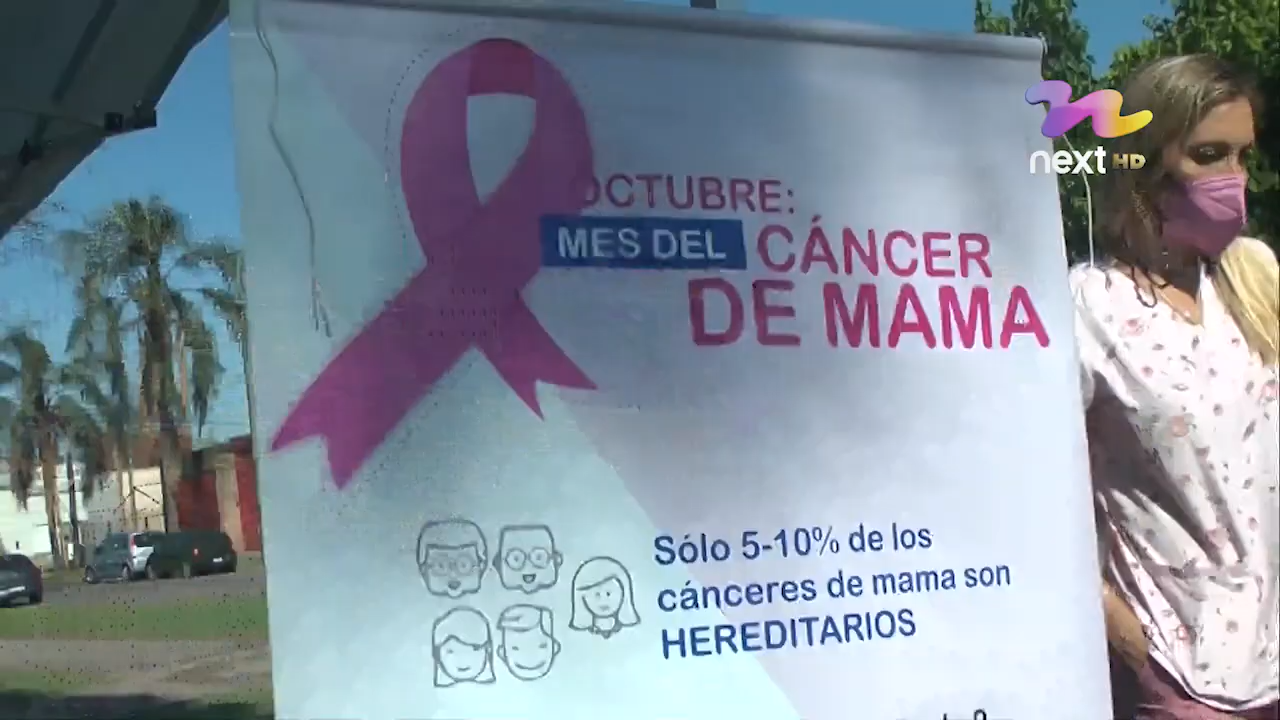 next HD
OCTUBRE:
MES DEL CÁNCER
DE MAMA
Sólo 5-10% de los
cánceres de mama son
HEREDITARIOS